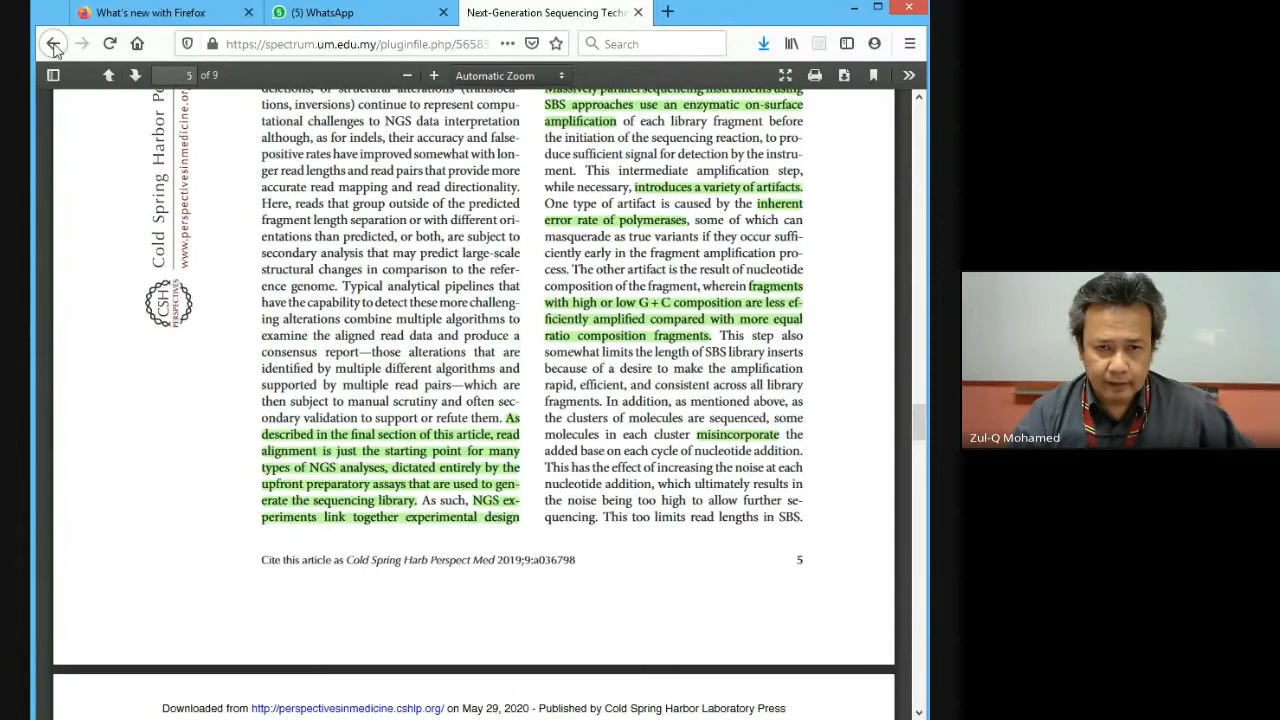 What's new with Firefox
(5) WhatsApp
Next-Generation Sequencing Tech
https://spectrum.um.edu.my/pluginfile.php/56583
Search
5 of 9
Automatic Zoom
Cold Spring Harbor Pe
www.perspectivesinmedicine.or
CSH
PERSPECTIVES
deletions, or structural alterations (transloca-
tions, inversions) continue to represent compu-
tational challenges to NGS data interpretation
although, as for indels, their accuracy and false-
positive rates have improved somewhat with lon-
ger read lengths and read pairs that provide more
accurate read mapping and read directionality.
Here, reads that group outside of the predicted
fragment length separation or with different ori-
entations than predicted, or both, are subject to
secondary analysis that may predict large-scale
structural changes in comparison to the refer-
ence genome. Typical analytical pipelines that
have the capability to detect these more challeng-
ing alterations combine multiple algorithms to
examine the aligned read data and produce a
consensus report—those alterations that are
identified by multiple different algorithms and
supported by multiple read pairs—which are
then subject to manual scrutiny and often sec-
ondary validation to support or refute them. As
described in the final section of this article, read
alignment is just the starting point for many
types of NGS analyses, dictated entirely by the
upfront preparatory assays that are used to gen-
erate the sequencing library. As such, NGS ex-
periments link together experimental design
Massively parallel sequencing instruments using
SBS approaches use an enzymatic on-surface
amplification of each library fragment before
the initiation of the sequencing reaction, to pro-
duce sufficient signal for detection by the instru-
ment. This intermediate amplification step,
while necessary, introduces a variety of artifacts.
One type of artifact is caused by the inherent
error rate of polymerases, some of which can
masquerade as true variants if they occur suffi-
ciently early in the fragment amplification pro-
cess. The other artifact is the result of nucleotide
composition of the fragment, wherein fragments
with high or low G + C composition are less ef-
ficiently amplified compared with more equal
ratio composition fragments. This step also
somewhat limits the length of SBS library inserts
because of a desire to make the amplification
rapid, efficient, and consistent across all library
fragments. In addition, as mentioned above, as
the clusters of molecules are sequenced, some
molecules in each cluster misincorporate the
added base on each cycle of nucleotide addition.
This has the effect of increasing the noise at each
nucleotide addition, which ultimately results in
the noise being too high to allow further se-
quencing. This too limits read lengths in SBS.
Cite this article as Cold Spring Harb Perspect Med 2019;9:a036798
5
Downloaded from http://perspectivesinmedicine.cshlp.org/ on May 29, 2020 - Published by Cold Spring Harbor Laboratory Press
Zul-Q Mohamed